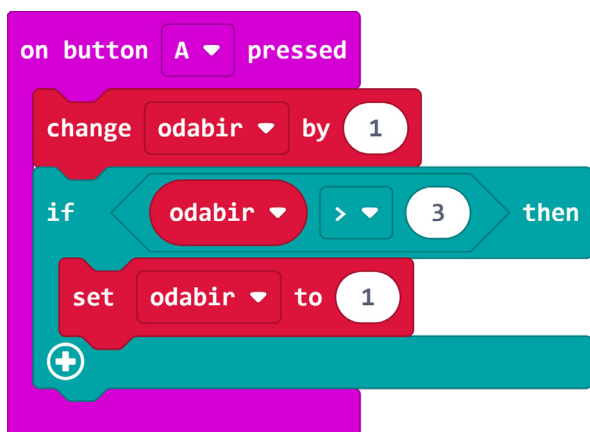 on button A pressed
change odabir by 1
if odabir > 3 then
set odabir to 1